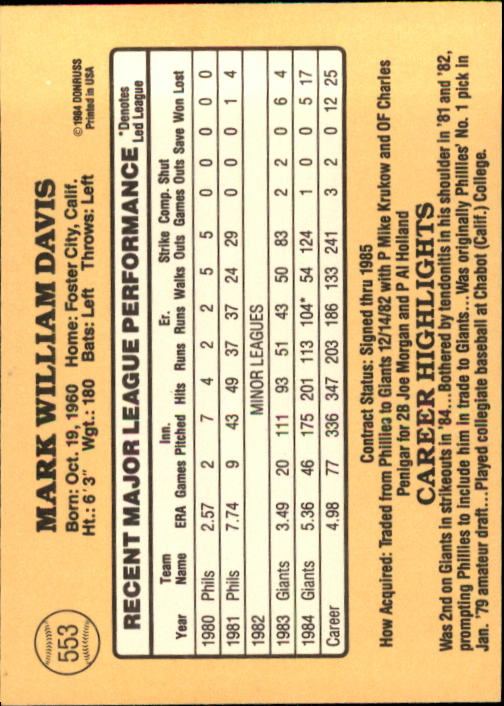 553
MARK WILLIAM DAVIS
Born: Oct. 19, 1960 Home: Foster City, Calif.
Ht.: 6'3" Wgt.: 180 Bats: Left Throws: Left
© 1984 DONRUSS
Printed in USA
RECENT MAJOR LEAGUE PERFORMANCE *Denotes Led League
Year Team Name ERA Games Inn. Pitched Hits Runs Er. Runs Walks Strike Outs Comp. Games Shut Outs Save Won Lost
1980 Phils 2.57 2 7 4 2 2 5 5 0 0 0 0 0
1981 Phils 7.74 9 43 49 37 37 24 29 0 0 0 1 4
1982 MINOR LEAGUES
1983 Giants 3.49 20 111 93 51 43 50 83 2 2 0 6 4
1984 Giants 5.36 46 175 201 113 104* 54 124 1 0 0 5 17
Career 4.98 77 336 347 203 186 133 241 3 2 0 12 25
Contract Status: Signed thru 1985
How Acquired: Traded from Phillies to Giants 12/14/82 with P Mike Krukow and OF Charles
Penigar for 2B Joe Morgan and P Al Holland
CAREER HIGHLIGHTS
Was 2nd on Giants in strikeouts in '84...Bothered by tendonitis in his shoulder in '81 and '82,
prompting Phillies to include him in trade to Giants...Was originally Phillies' No. 1 pick in
Jan. '79 amateur draft...Played collegiate baseball at Chabot (Calif.) College.